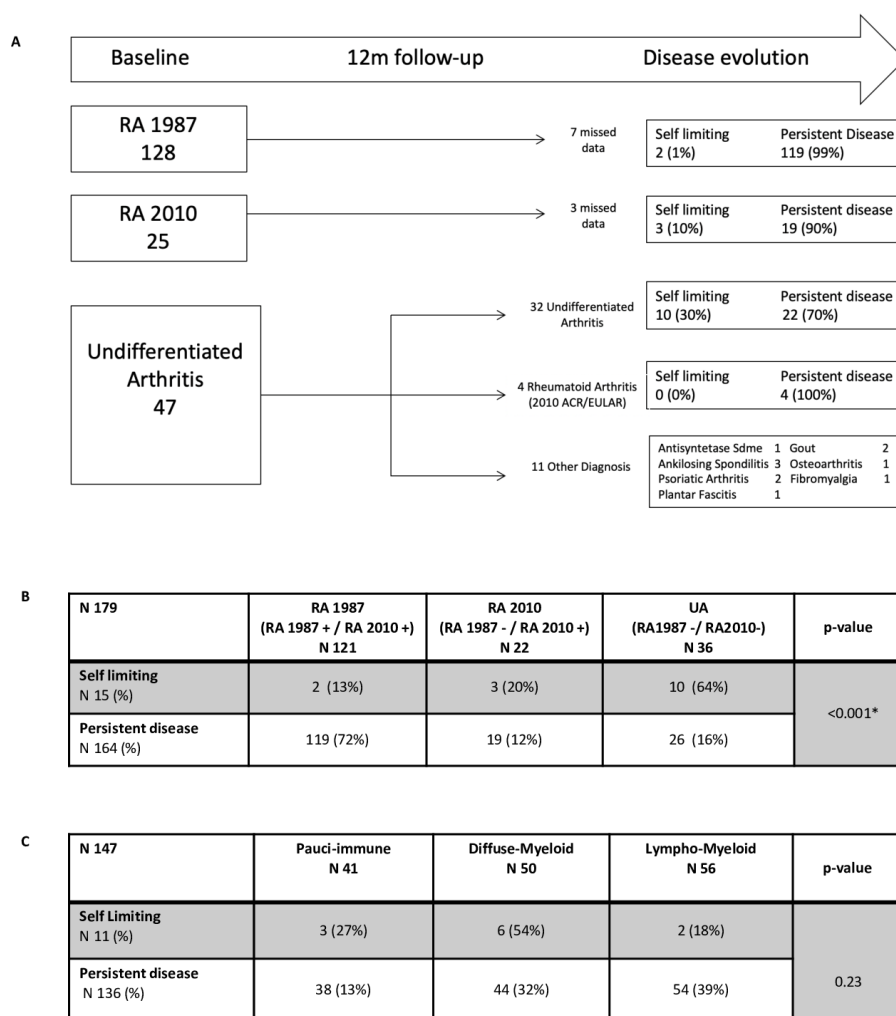 A
Baseline 12m follow-up Disease evolution
RA 1987
128
7 missed
data
Self limiting Persistent Disease
2 (1%) 119 (99%)
RA 2010
25
3 missed
data
Self limiting Persistent disease
3 (10%) 19 (90%)
Undifferentiated
Arthritis
47
32 Undifferentiated
Arthritis
Self limiting Persistent disease
10 (30%) 22 (70%)
4 Rheumatoid Arthritis
(2010 ACR/EULAR)
Self limiting Persistent disease
0 (0%) 4 (100%)
11 Other Diagnosis
Antisyntetase Sdme 1 Gout 2
Ankilosing Spondilitis 3 Osteoarthritis 1
Psoriatic Arthritis 2 Fibromyalgia 1
Plantar Fascitis 1
B
N 179
RA 1987
(RA 1987 + / RA 2010 +)
N 121
RA 2010
(RA 1987 - / RA 2010 +)
N 22
UA
(RA1987 -/ RA2010-)
N 36
p-value
Self limiting
N 15 (%)
2 (13%)
3 (20%)
10 (64%)
<0.001*
Persistent disease
N 164 (%)
119 (72%)
19 (12%)
26 (16%)
C
N 147
Pauci-immune
N 41
Diffuse-Myeloid
N 50
Lympho-Myeloid
N 56
p-value
Self Limiting
N 11 (%)
3 (27%)
6 (54%)
2 (18%)
0.23
Persistent disease
N 136 (%)
38 (13%)
44 (32%)
54 (39%)